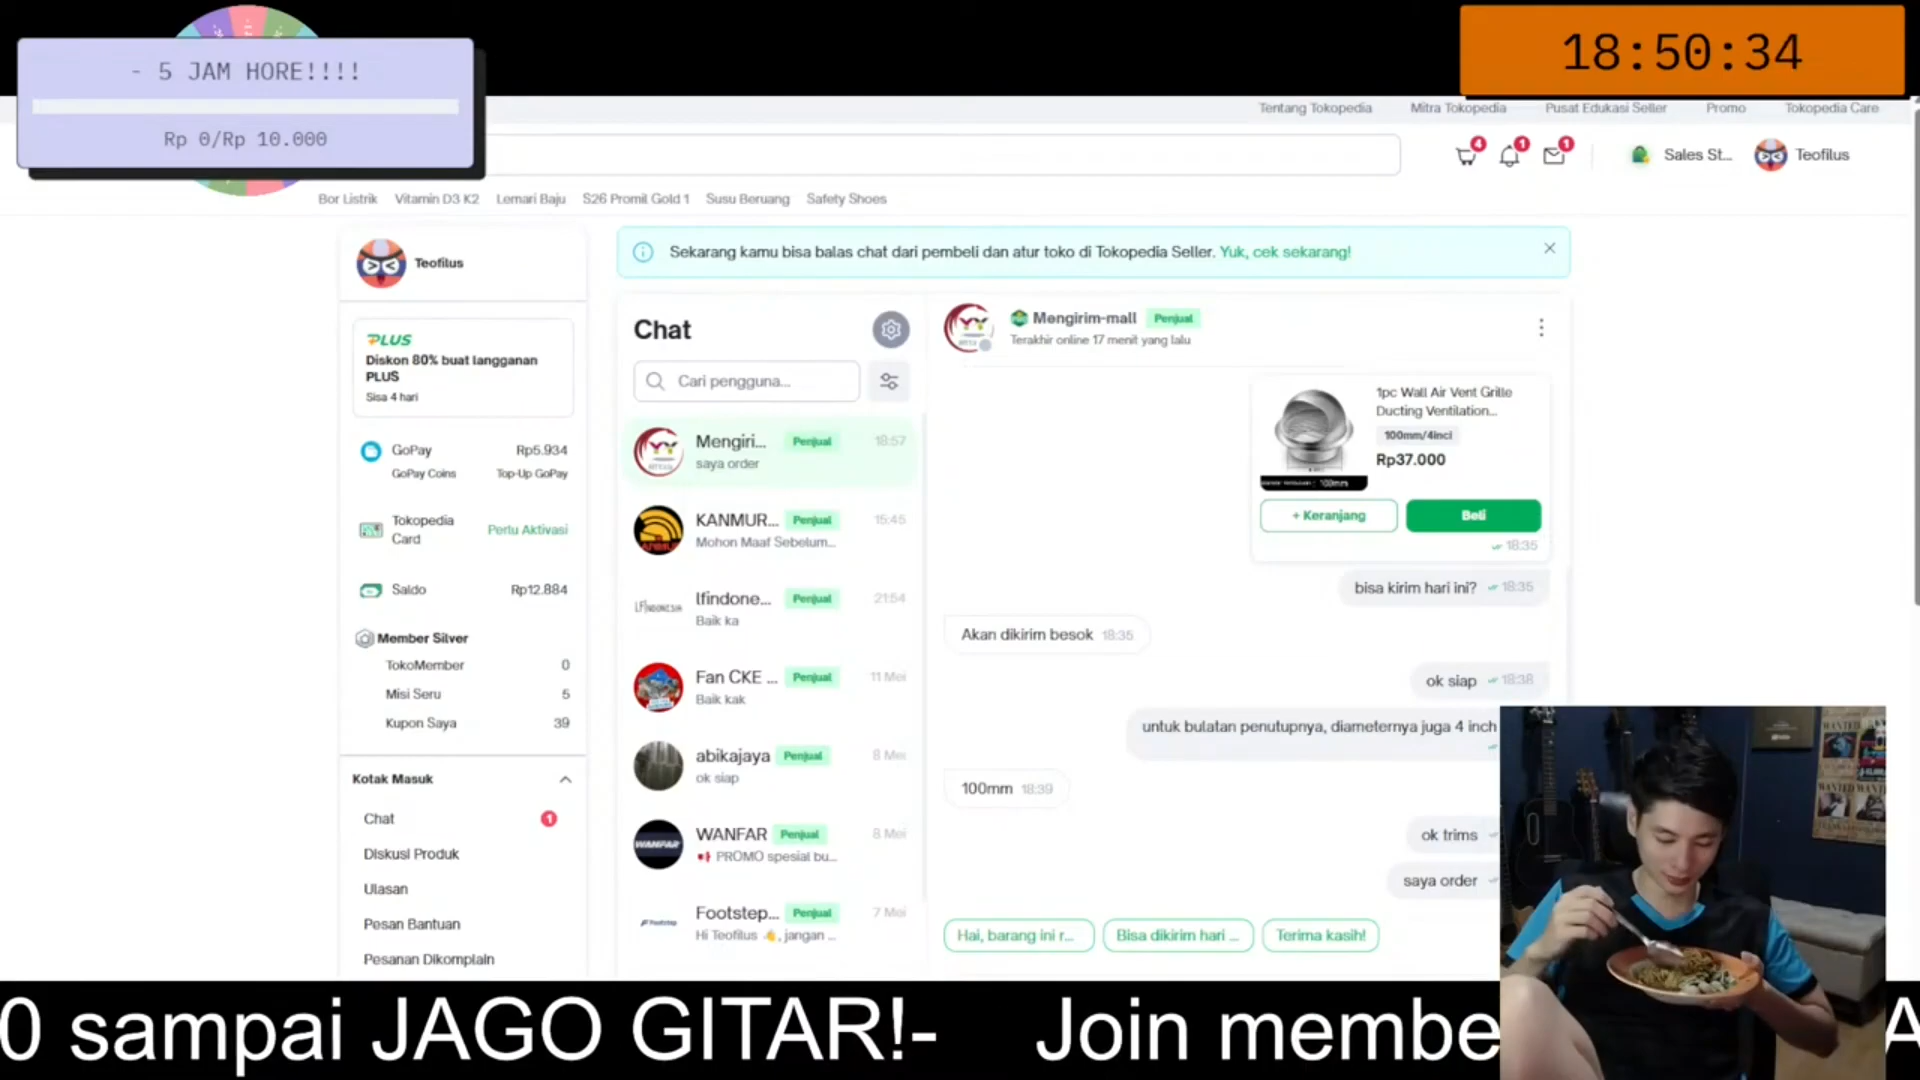 - 5 JAM HORE!!!!
Rp 0/Rp 10.000
18:50:34
Tentang Tokopedia
Mitra Tokopedia
Pusat Edukasi Seller
Promo
Tokopedia Care
4
1
1
Sales St...
Teofilus
Bor Listrik
Vitamin D3 K2
Lemari Baju
S26 Promil Gold 1
Susu Beruang
Safety Shoes
Teofilus
PLUS
Diskon 80% buat langganan
PLUS
Sisa 4 hari
GoPay
Rp5.934
GoPay Coins
Top-Up GoPay
Tokopedia
Card
Perlu Aktivasi
Saldo
Rp12.884
Member Silver
TokoMember
0
Misi Seru
5
Kupon Saya
39
Kotak Masuk
Chat
1
Diskusi Produk
Ulasan
Pesan Bantuan
Pesanan Dikomplain
Sekarang kamu bisa balas chat dari pembeli dan atur toko di Tokopedia Seller. Yuk, cek sekarang!
Chat
Cari pengguna...
Mengiri...
Penjual
18:57
saya order
KANMUR...
Penjual
15:45
Mohon Maaf Sebelum...
lfindone...
Penjual
21:54
Baik ka
Fan CKE ...
Penjual
11 Mei
Baik kak
abikajaya
Penjual
8 Mei
ok siap
WANFAR
WANFAR
Penjual
8 Mei
PROMO spesial bu...
Footstep
Footstep...
Penjual
7 Mei
Hi Teofilus 👋, jangan ...
Mengirim-mall
Penjual
Terakhir online 17 menit yang lalu
1pc Wall Air Vent Grille
Ducting Ventilation...
100mm/4inci
Rp37.000
100mm
+ Keranjang
Beli
18:35
bisa kirim hari ini?
18:35
Akan dikirim besok
18:35
ok siap
18:38
untuk bulatan penutupnya, diameternya juga 4 inch
100mm
18:39
ok trims
saya order
Hai, barang ini r...
Bisa dikirim hari ...
Terima kasih!
0 sampai JAGO GITAR!-
Join membe
A